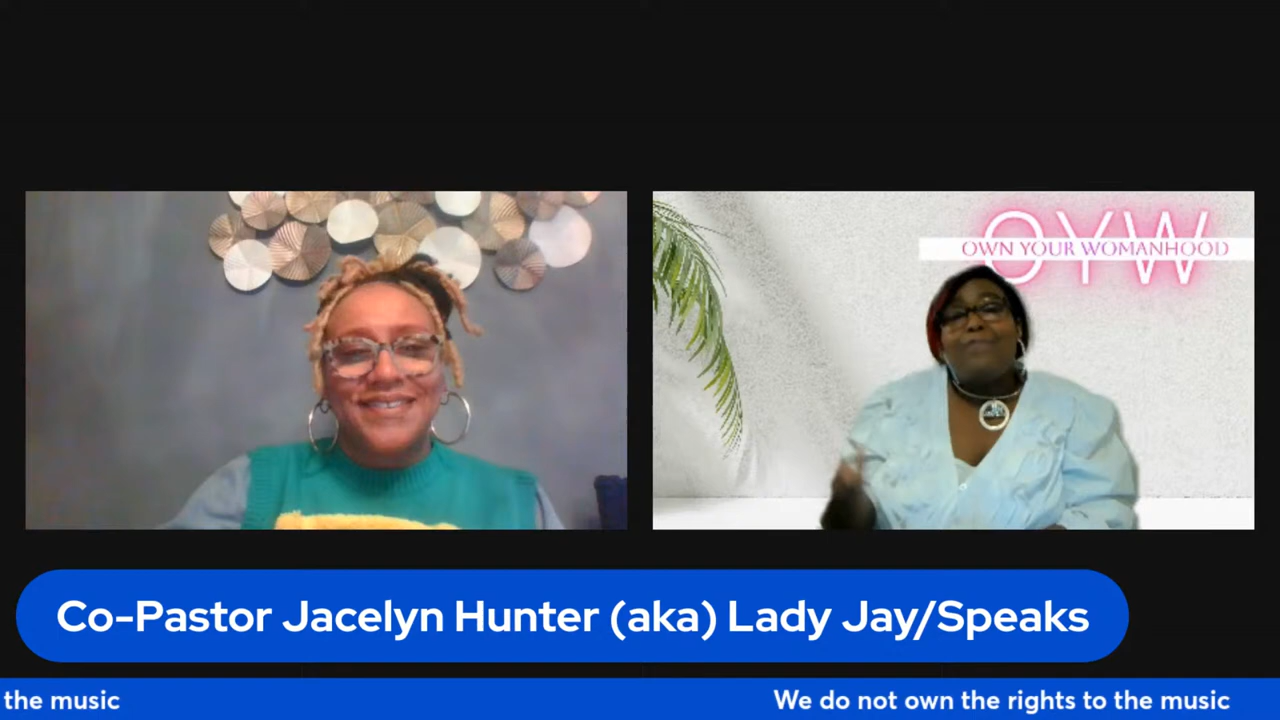 OYW
OWN YOUR WOMANHOOD
Co-Pastor Jacelyn Hunter (aka) Lady Jay/Speaks
the music
We do not own the rights to the music